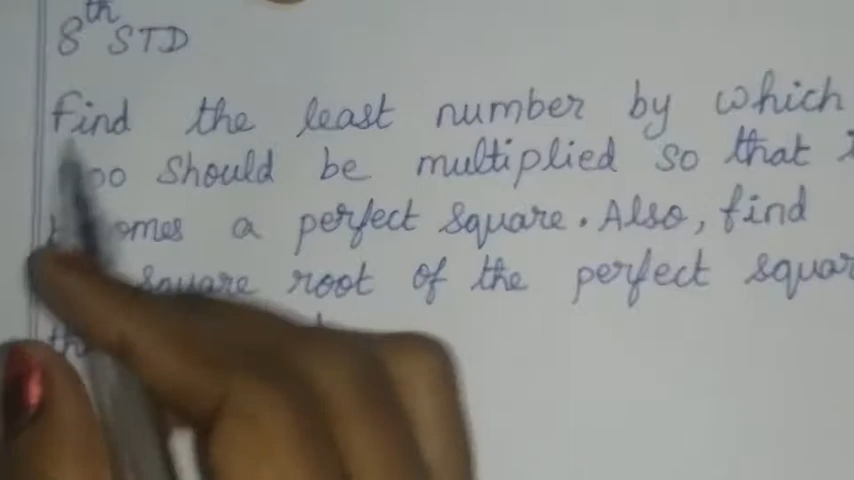 8th STD
Find the least number by which
should be multiplied so that
a perfect square. Also, find
square root of the perfect